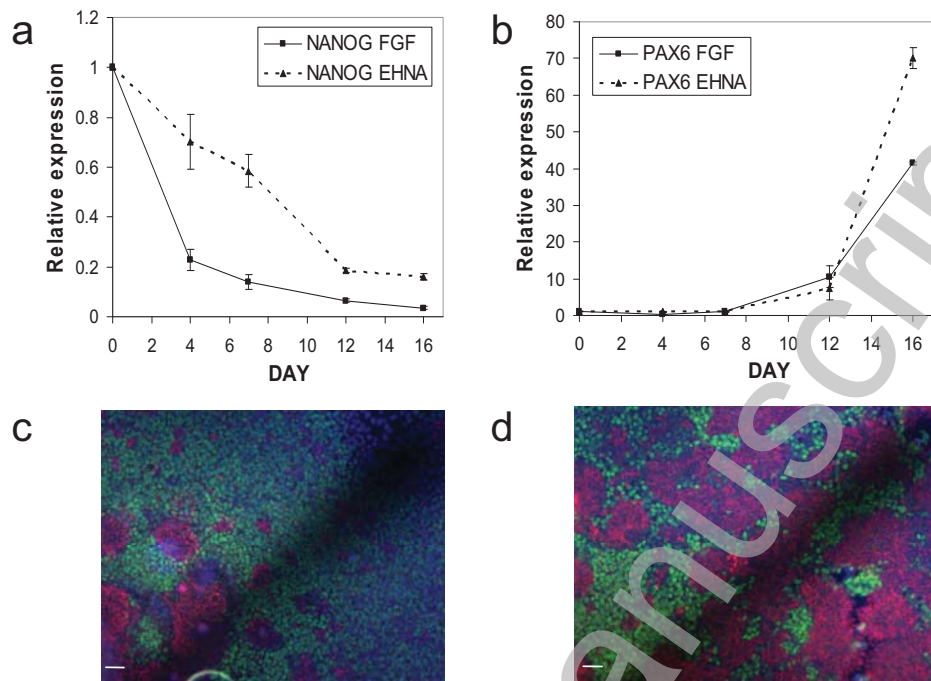 a
1.2
1
0.8
0.6
0.4
0.2
0
Relative expression
NANOG FGF
NANOG EHNA
0 2 4 6 8 10 12 14 16
DAY
b
80
70
60
50
40
30
20
10
0
Relative expression
PAX6 FGF
PAX6 EHNA
0 2 4 6 8 10 12 14 16
DAY
c
d
anuscrip